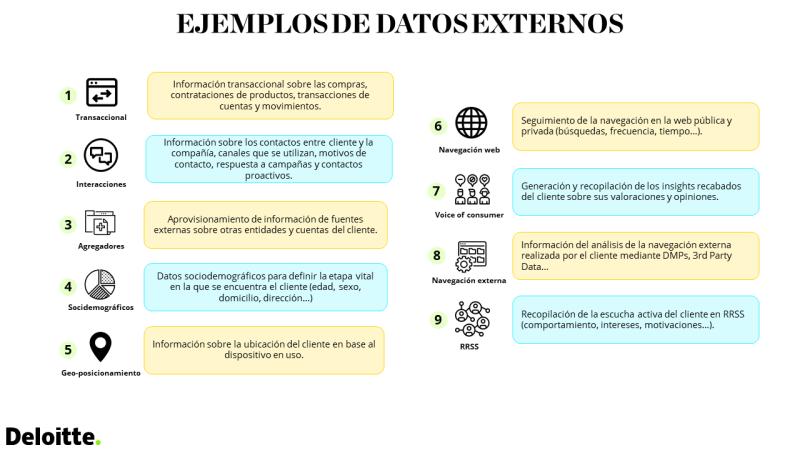 EJEMPLOS DE DATOS EXTERNOS
1
Transaccional
Información transaccional sobre las compras,
contrataciones de productos, transacciones de
cuentas y movimientos.
2
Interacciones
Información sobre los contactos entre cliente y la
compañía, canales que se utilizan, motivos de
contacto, respuesta a campañas y contactos
proactivos.
3
Agregadores
Aprovisionamiento de información de fuentes
externas sobre otras entidades y cuentas del cliente.
4
Socidemográficos
Datos sociodemográficos para definir la etapa vital
en la que se encuentra el cliente (edad, sexo,
domicilio, dirección...)
5
Geo-posicionamiento
Información sobre la ubicación del cliente en base al
dispositivo en uso.
6
Navegación web
Seguimiento de la navegación en la web pública y
privada (búsquedas, frecuencia, tiempo...).
7
Voice of consumer
Generación y recopilación de los insights recabados
del cliente sobre sus valoraciones y opiniones.
8
Navegación externa
Información del análisis de la navegación externa
realizada por el cliente mediante DMPs, 3rd Party
Data...
9
RRSS
Recopilación de la escucha activa del cliente en RRSS
(comportamiento, intereses, motivaciones...).
Deloitte.